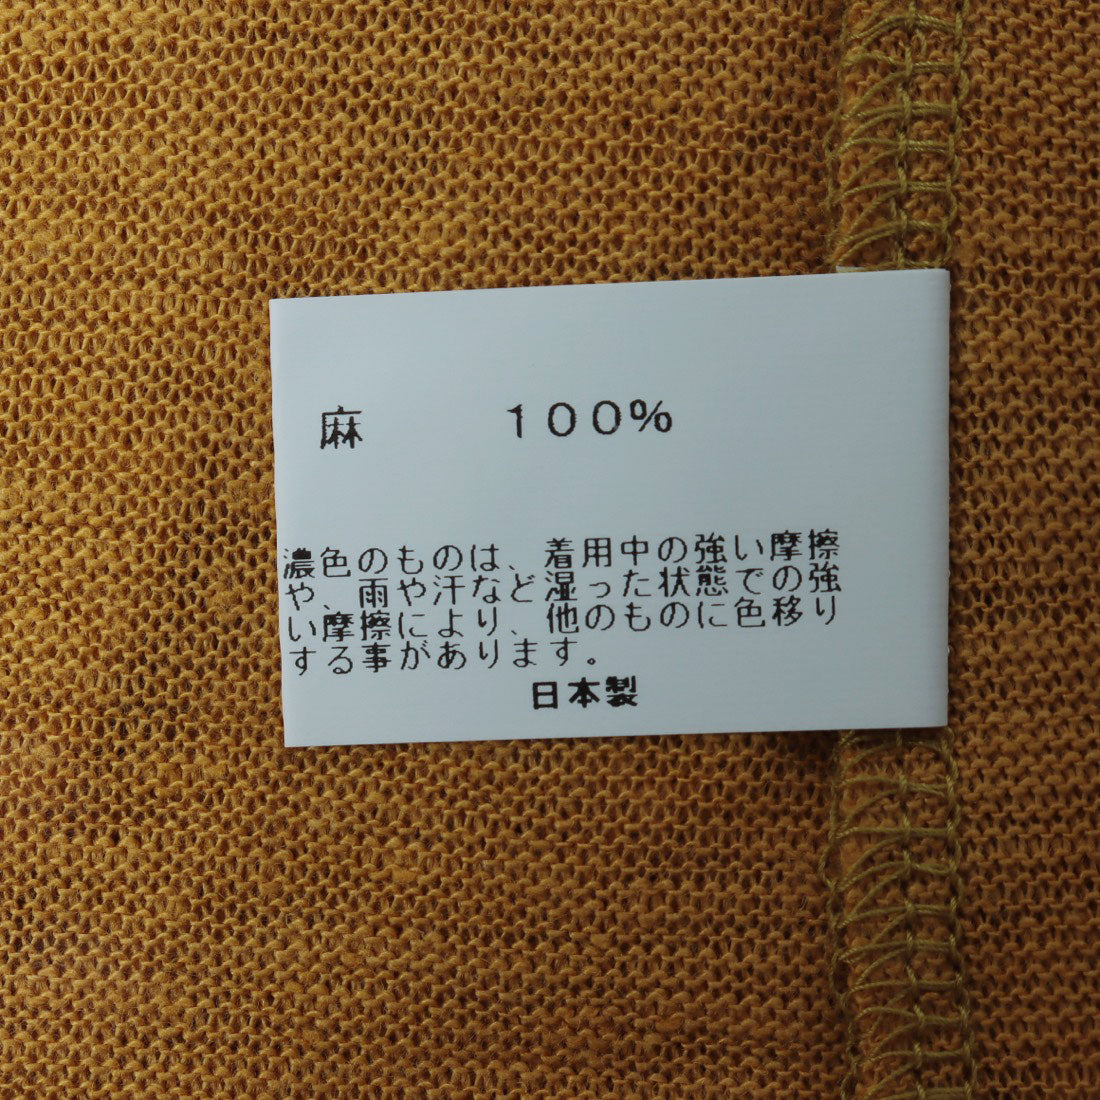 麻 100%
濃色のものは、着用中の強い摩擦
や、雨や汗など湿った状態での強
い摩擦により、他のものに色移り
する事があります。
日本製